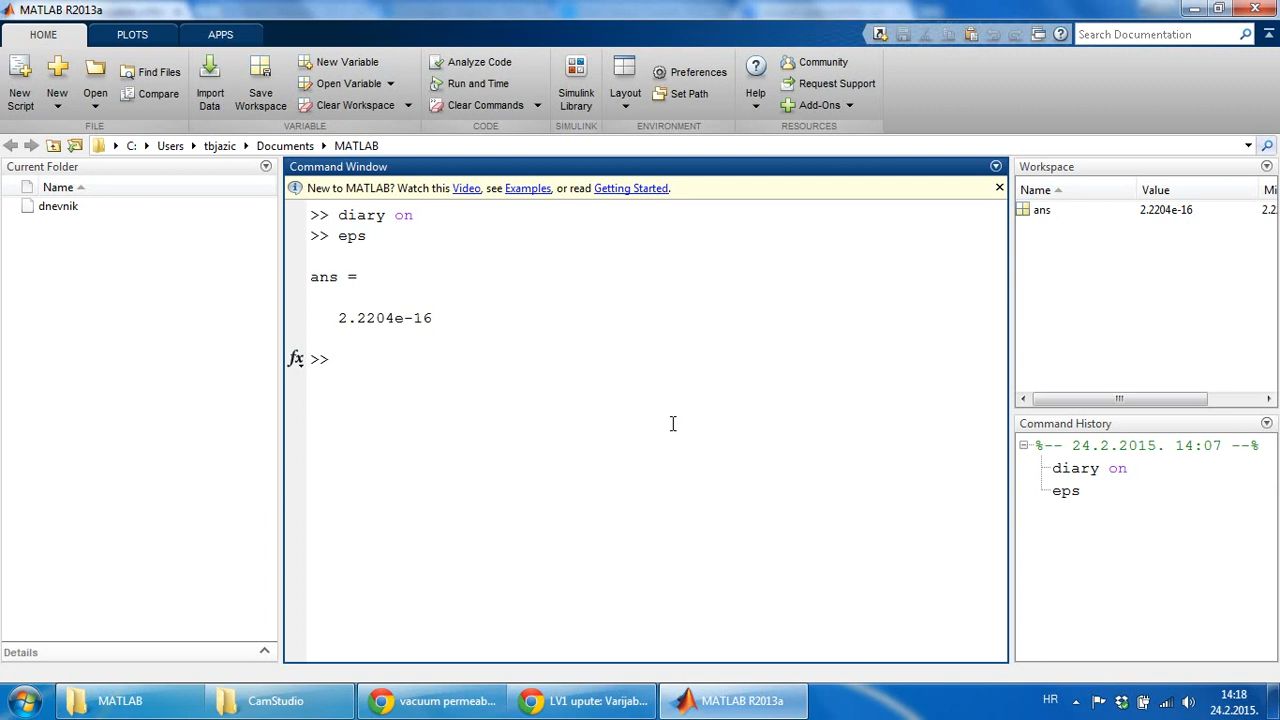 MATLAB R2013a
HOME PLOTS APPS Search Documentation
New Script
New
Open
Find Files
Compare
FILE
Import Data
Save Workspace
New Variable
Open Variable
Clear Workspace
VARIABLE
Analyze Code
Run and Time
Clear Commands
CODE
Simulink Library
SIMULINK
Layout
Preferences
Set Path
ENVIRONMENT
Help
Community
Request Support
Add-Ons
RESOURCES
C: Users tbjazic Documents MATLAB
Current Folder
Name
dnevnik
Details
Command Window
New to MATLAB? Watch this Video, see Examples, or read Getting Started.
>> diary on
>> eps
ans =
2.2204e-16
fx >>
Workspace
Name Value Mi
ans 2.2204e-16 2.2
Command History
%-- 24.2.2015. 14:07 --%
diary on
eps
MATLAB CamStudio vacuum permeab... LV1 upute: Varijab... MATLAB R2013a HR 14:18
24.2.2015.